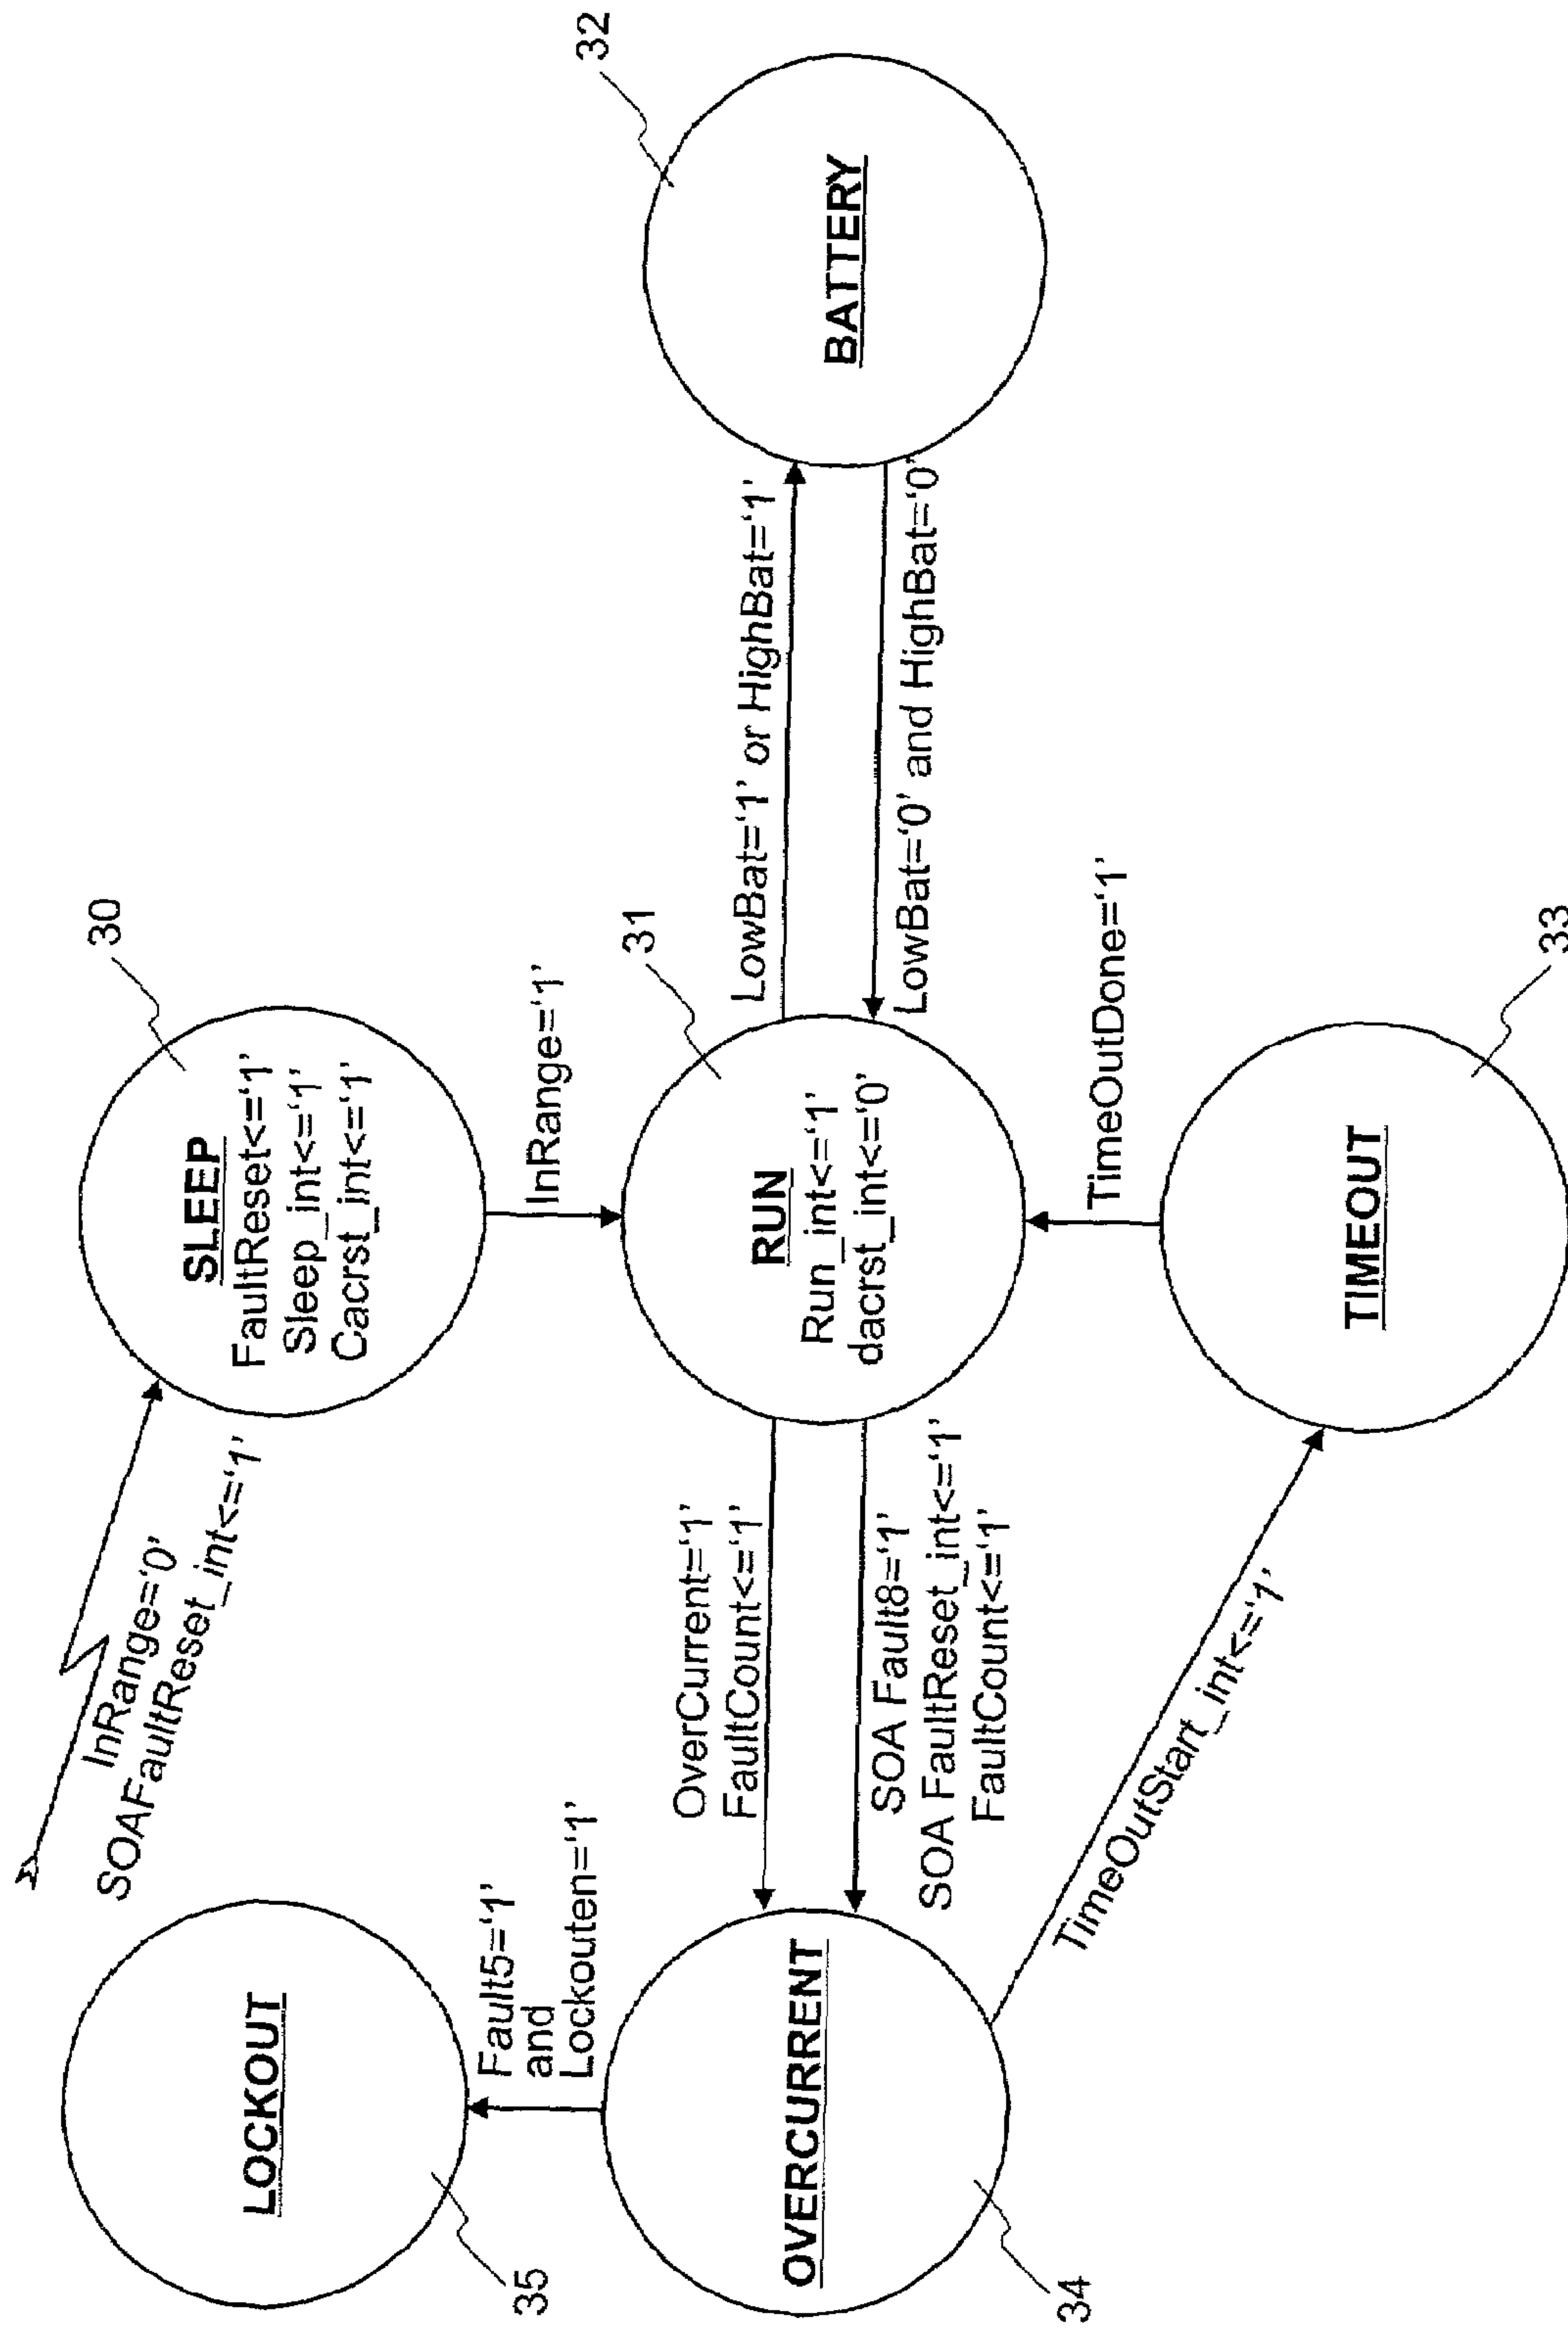 LOCKOUT
35
InRange='0'
SOAFaultReset_int<='1'
SLEEP
FaultReset<='1'
Sleep_int<='1'
Cacrst_int<='1'
30
Fault5='1'
and
Lockouten='1'
InRange='1'
OVERCURRENT
34
OverCurrent='1'
FaultCount<='1'
SOA Fault8='1'
SOA FaultReset_int<='1'
FaultCount<='1'
RUN
Run_int<='1'
dacrst_int<='0'
31
LowBat='1' or HighBat='1'
LowBat='0' and HighBat='0'
BATTERY
32
TimeOutStart_int<='1'
TimeOutDone='1'
TIMEOUT
33